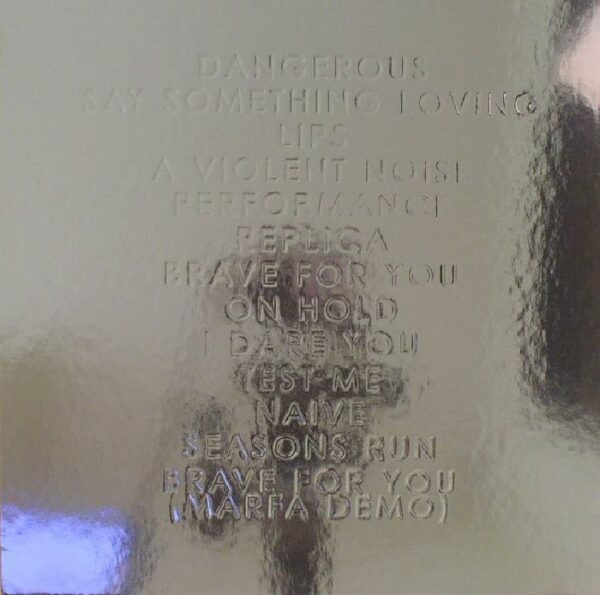 DANGEROUS
SAY SOMETHING LOVING
LIPS
A VIOLENT NOISE
PERFORMANCE
REPLICA
BRAVE FOR YOU
ON HOLD
I DARE YOU
TEST ME
NAIVE
SEASONS RUN
BRAVE FOR YOU
(MARFA DEMO)